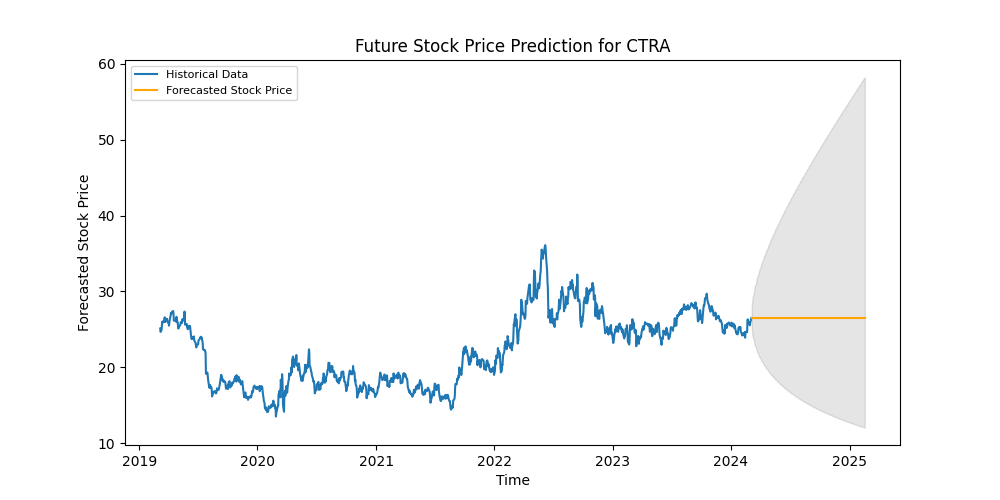 Future Stock Price Prediction for CTRA
Historical Data
Forecasted Stock Price
60
50
40
30
20
10
Forecasted Stock Price
2019
2020
2021
2022
2023
2024
2025
Time